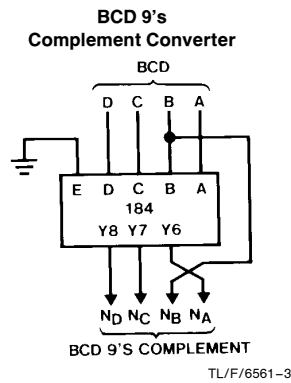 BCD 9's
Complement Converter
BCD
D C B A
E D C B A
184
Y8 Y7 Y6
ND NC NB NA
BCD 9'S COMPLEMENT
TL/F/6561–3